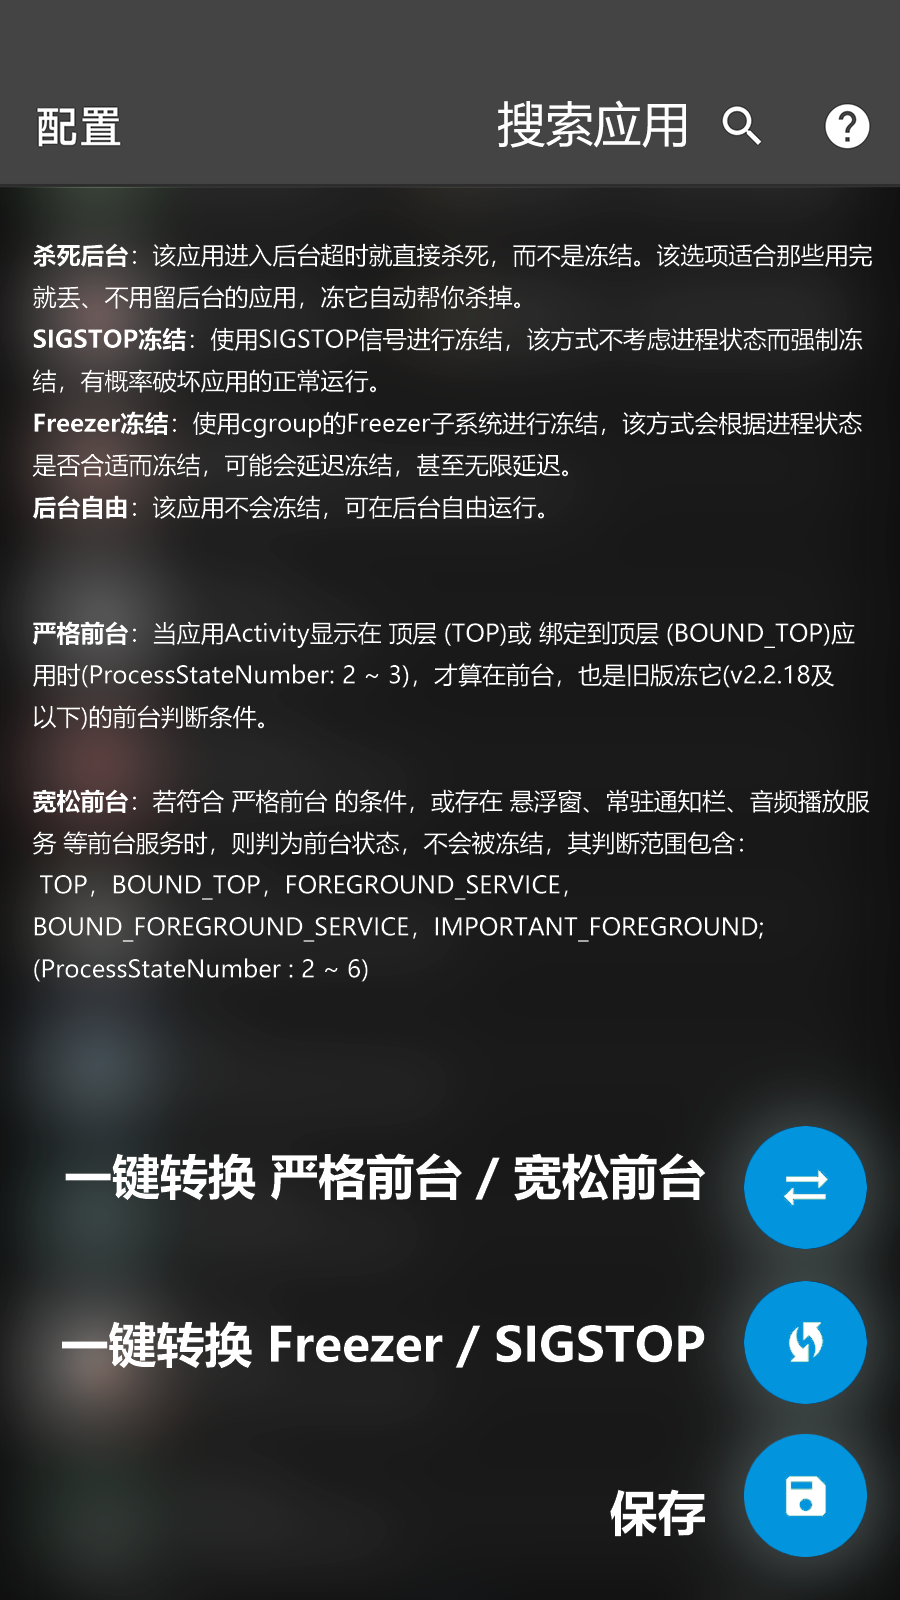 配置 搜索应用
杀死后台：该应用进入后台超时就直接杀死，而不是冻结。该选项适合那些用完
就丢、不用留后台的应用，冻它自动帮你杀掉。
SIGSTOP冻结：使用SIGSTOP信号进行冻结，该方式不考虑进程状态而强制冻
结，有概率破坏应用的正常运行。
Freezer冻结：使用cgroup的Freezer子系统进行冻结，该方式会根据进程状态
是否合适而冻结，可能会延迟冻结，甚至无限延迟。
后台自由：该应用不会冻结，可在后台自由运行。
严格前台：当应用Activity显示在 顶层 (TOP)或 绑定到顶层 (BOUND_TOP)应
用时(ProcessStateNumber: 2 ~ 3)，才算在前台，也是旧版冻它(v2.2.18及
以下)的前台判断条件。
宽松前台：若符合 严格前台 的条件，或存在 悬浮窗、常驻通知栏、音频播放服
务 等前台服务时，则判为前台状态，不会被冻结，其判断范围包含：
TOP，BOUND_TOP，FOREGROUND_SERVICE，
BOUND_FOREGROUND_SERVICE，IMPORTANT_FOREGROUND;
(ProcessStateNumber : 2 ~ 6)
一键转换 严格前台 / 宽松前台
一键转换 Freezer / SIGSTOP
保存